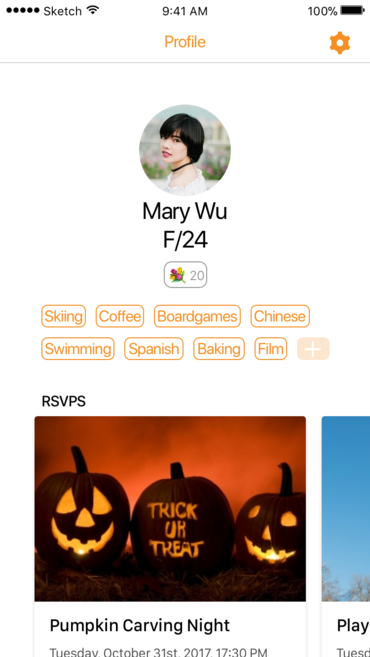 Sketch 9:41 AM 100%
Profile
Mary Wu
F/24
20
Skiing Coffee Boardgames Chinese
Swimming Spanish Baking Film +
RSVPS
TRICK
OR
TREAT
Pumpkin Carving Night Play
Tuesday, October 31st, 2017, 17:30 PM Tuesd